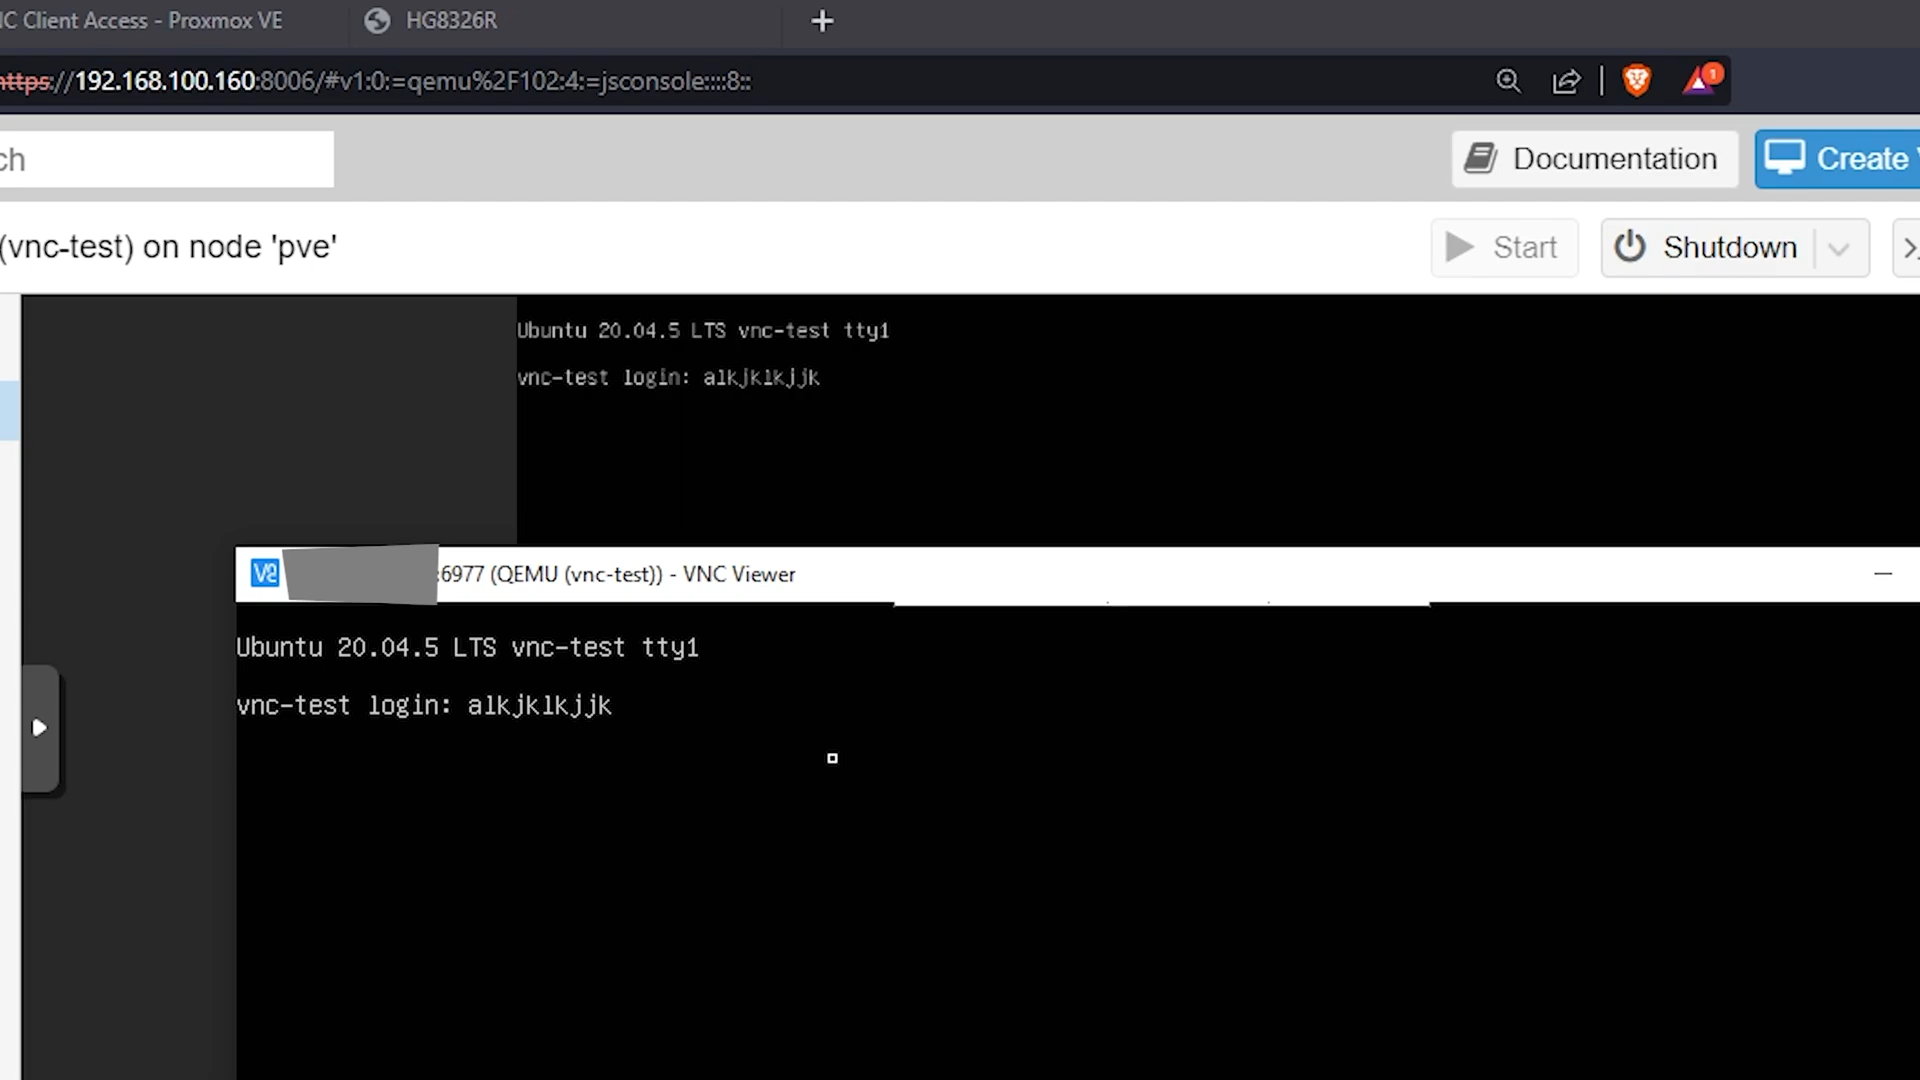 NC Client Access - Proxmox VE
HG8326R
https://192.168.100.160:8006/#v1:0:=qemu%2F102:4:=jsconsole::::8::
1
ch
Documentation
Create V
(vnc-test) on node 'pve'
Start
Shutdown
Ubuntu 20.04.5 LTS vnc-test tty1
vnc-test login: alkjklkjjk
:6977 (QEMU (vnc-test)) - VNC Viewer
Ubuntu 20.04.5 LTS vnc-test tty1
vnc-test login: alkjklkjjk